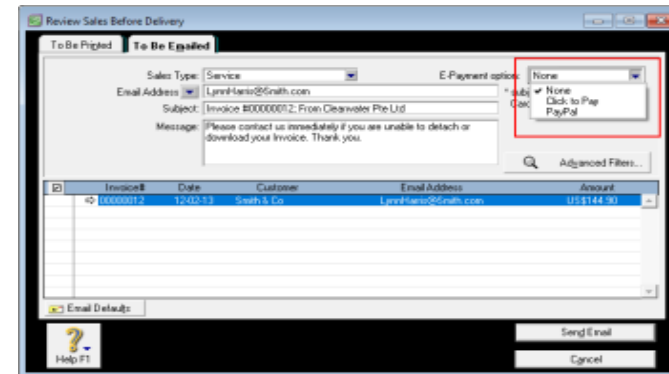 Review Sales Before Delivery
To Be Printed To Be Emailed
Sales Type: Service E-Payment option: None
Email Address LynnHarris@Smith.com * subj
None
Click to Pay
PayPal
Subject: Invoice #00000012; From Clearwater Pte Ltd
Message: Please contact us immediately if you are unable to detach or
download your Invoice. Thank you.
Advanced Filters...
Invoice# Date Customer Email Address Amount
00000012 12-02-13 Smith & Co LynnHarris@Smith.com US$144.90
Email Defaults
Help F1
Send Email
Cancel